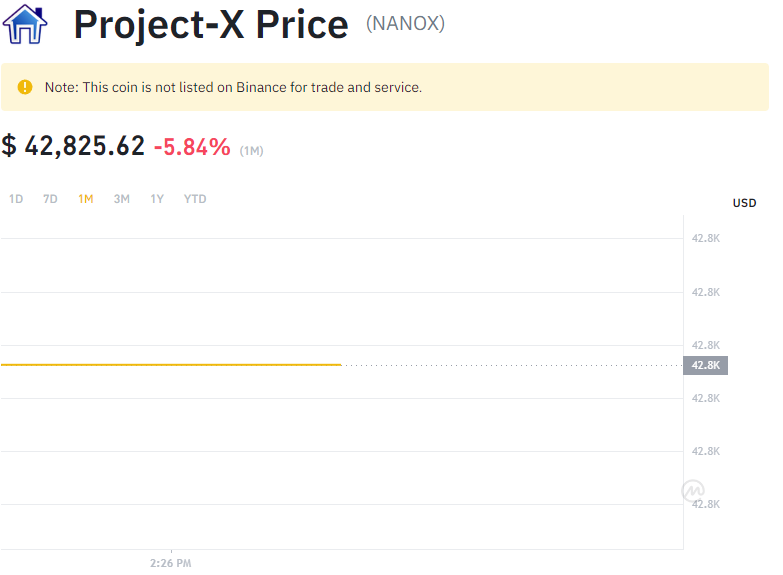 Project-X Price (NANOX)
Note: This coin is not listed on Binance for trade and service.
$ 42,825.62 -5.84% (1M)
1D 7D 1M 3M 1Y YTD
USD
42.8K
42.8K
42.8K
42.8K
42.8K
42.8K
42.8K
2:26 PM